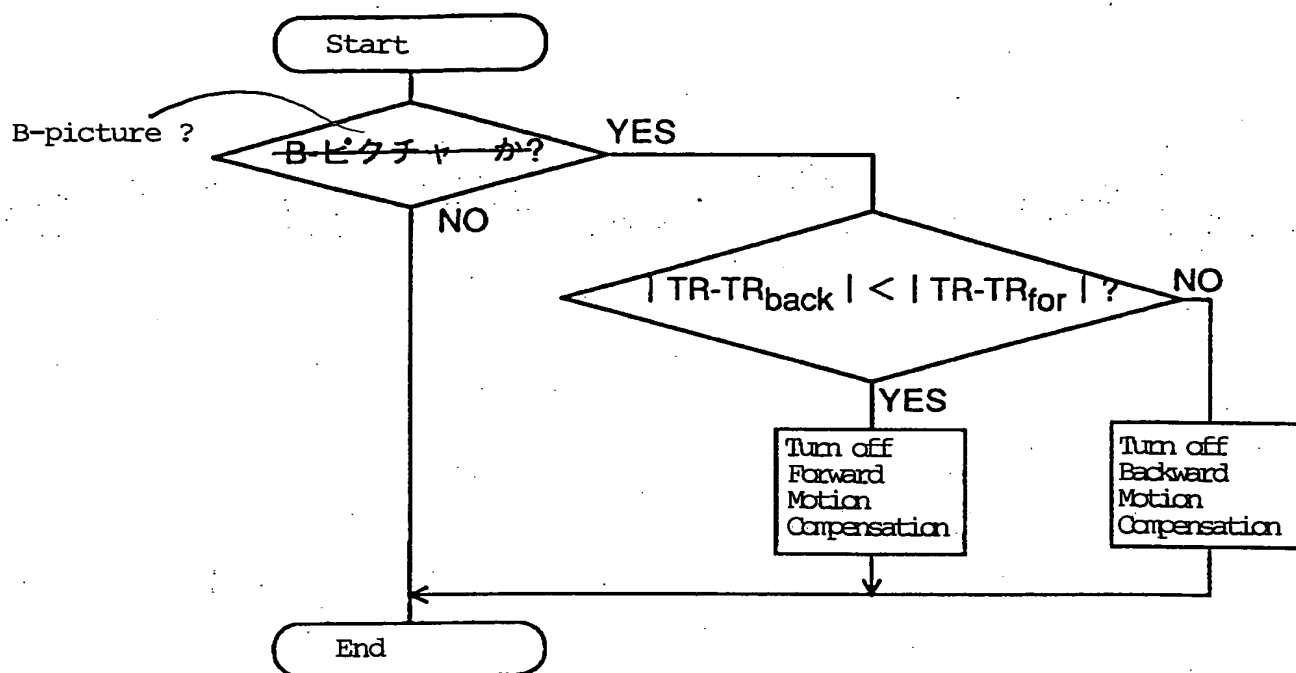 Start
B-picture ?
B-ピクチャーか?
YES
NO
| TR-TRback | < | TR-TRfor | ?
NO
YES
Turn off
Forward
Motion
Compensation
Turn off
Backward
Motion
Compensation
End